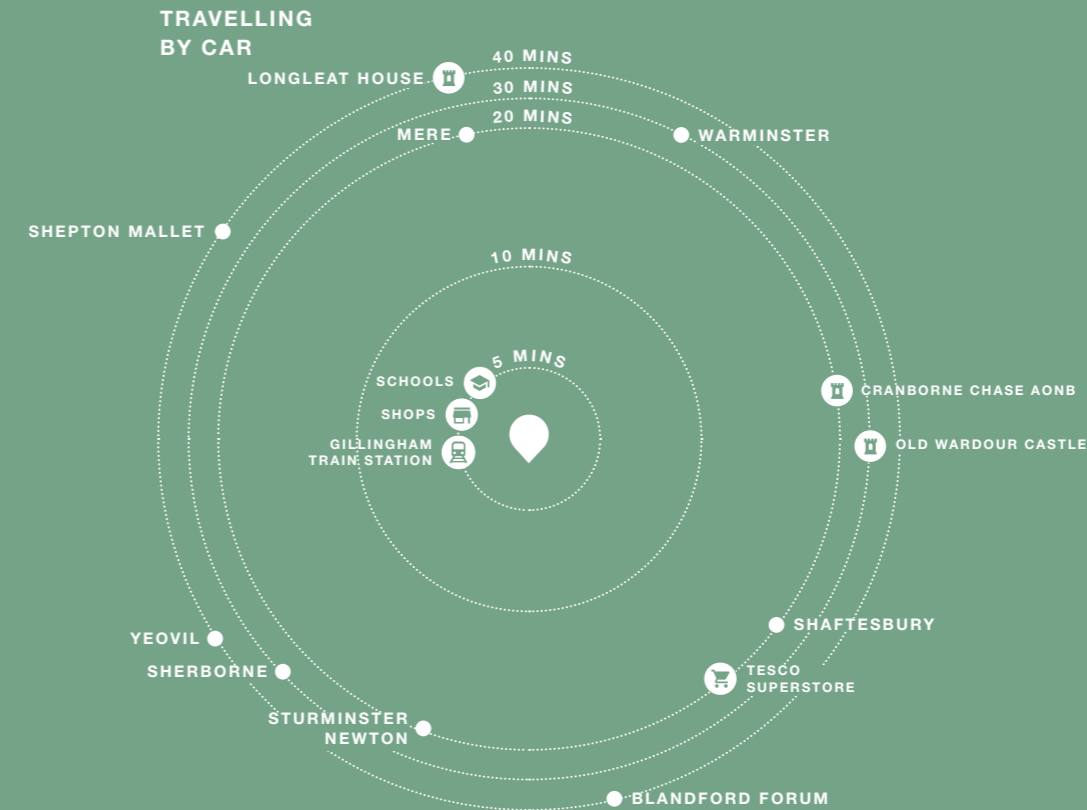 TRAVELLING
BY CAR
40 MINS
LONGLEAT HOUSE
30 MINS
20 MINS
MERE
WARMINSTER
SHEPTON MALLET
10 MINS
5 MINS
SCHOOLS
CRANBORNE CHASE AONB
SHOPS
GILLINGHAM
TRAIN STATION
OLD WARDOUR CASTLE
SHAFTESBURY
YEOVIL
SHERBORNE
TESCO
SUPERSTORE
STURMINSTER
NEWTON
BLANDFORD FORUM